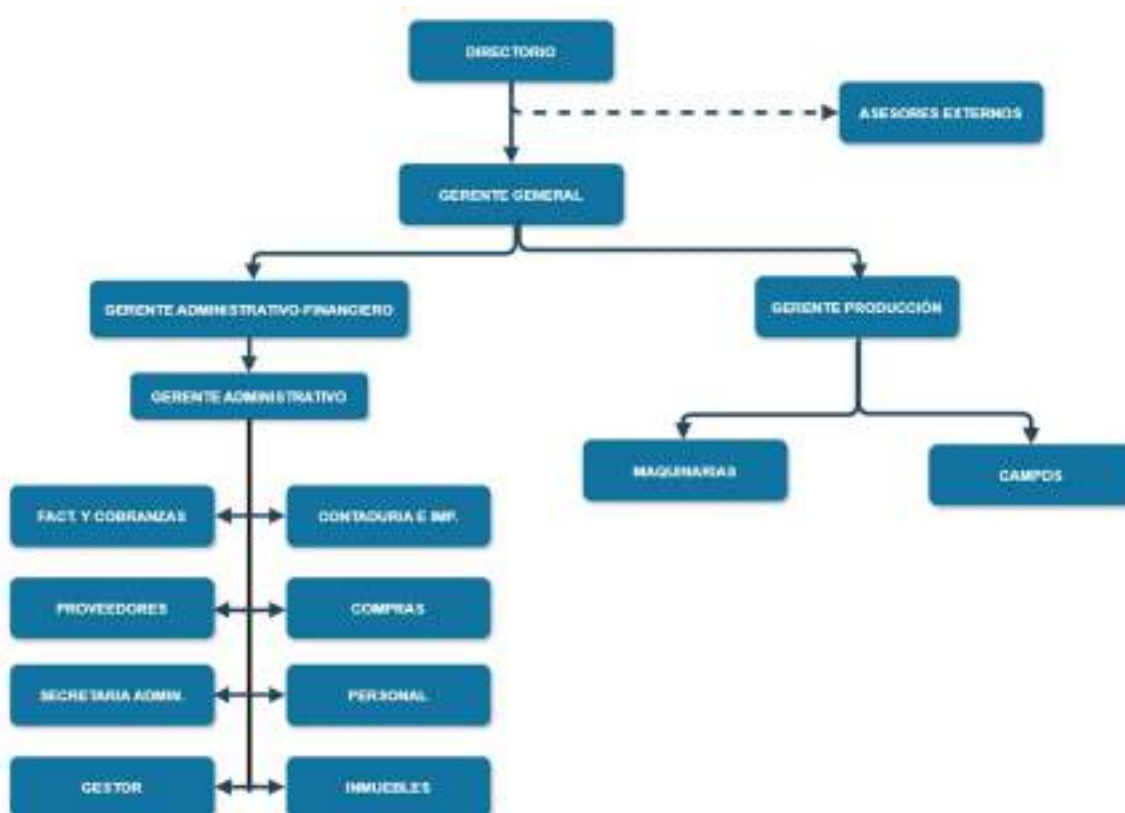 DIRECTORIO
ASESORES EXTERNOS
GERENTE GENERAL
GERENTE ADMINISTRATIVO-FINANCIERO
GERENTE PRODUCCIÓN
GERENTE ADMINISTRATIVO
MAQUINARIAS
CAMPOS
FACT. Y COBRANZAS
CONTADURIA E IMP.
PROVEEDORES
COMPRAS
SECRETARIA ADMIN.
PERSONAL
GESTOR
INMUEBLES